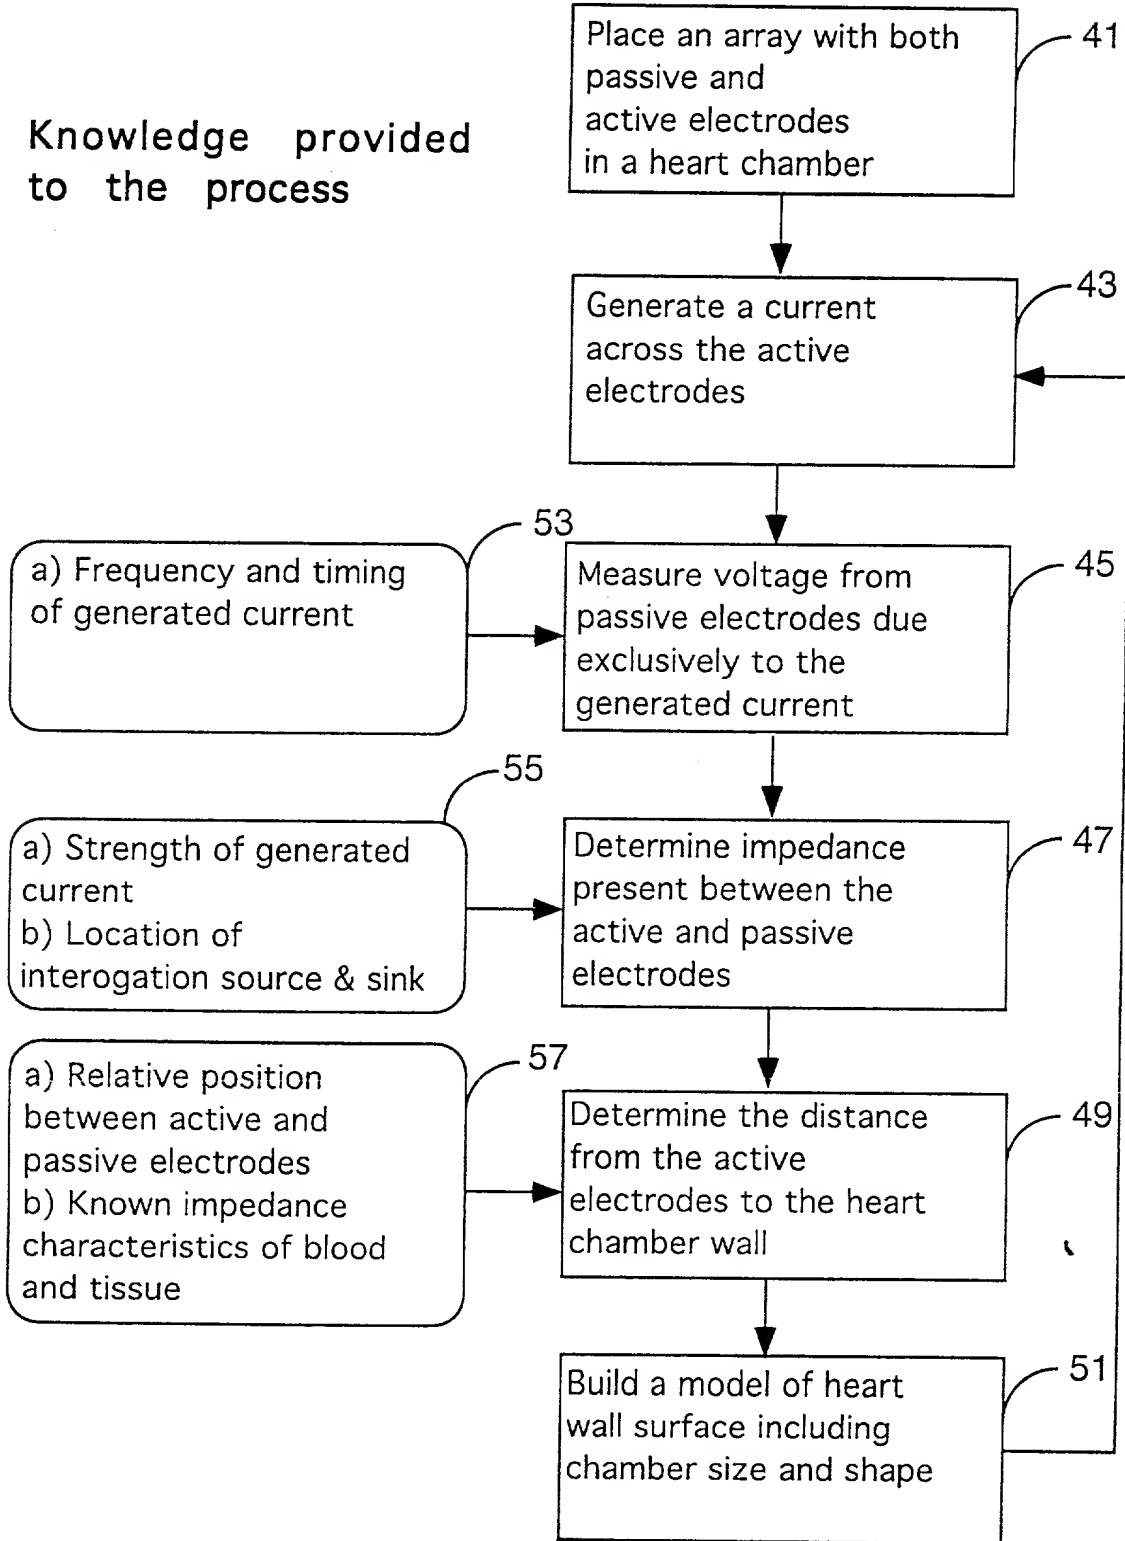 Place an array with both
passive and
active electrodes
in a heart chamber
41
Knowledge provided
to the process
Generate a current
across the active
electrodes
43
53
a) Frequency and timing
of generated current
Measure voltage from
passive electrodes due
exclusively to the
generated current
45
55
a) Strength of generated
current
b) Location of
interogation source & sink
Determine impedance
present between the
active and passive
electrodes
47
57
a) Relative position
between active and
passive electrodes
b) Known impedance
characteristics of blood
and tissue
Determine the distance
from the active
electrodes to the heart
chamber wall
49
Build a model of heart
wall surface including
chamber size and shape
51